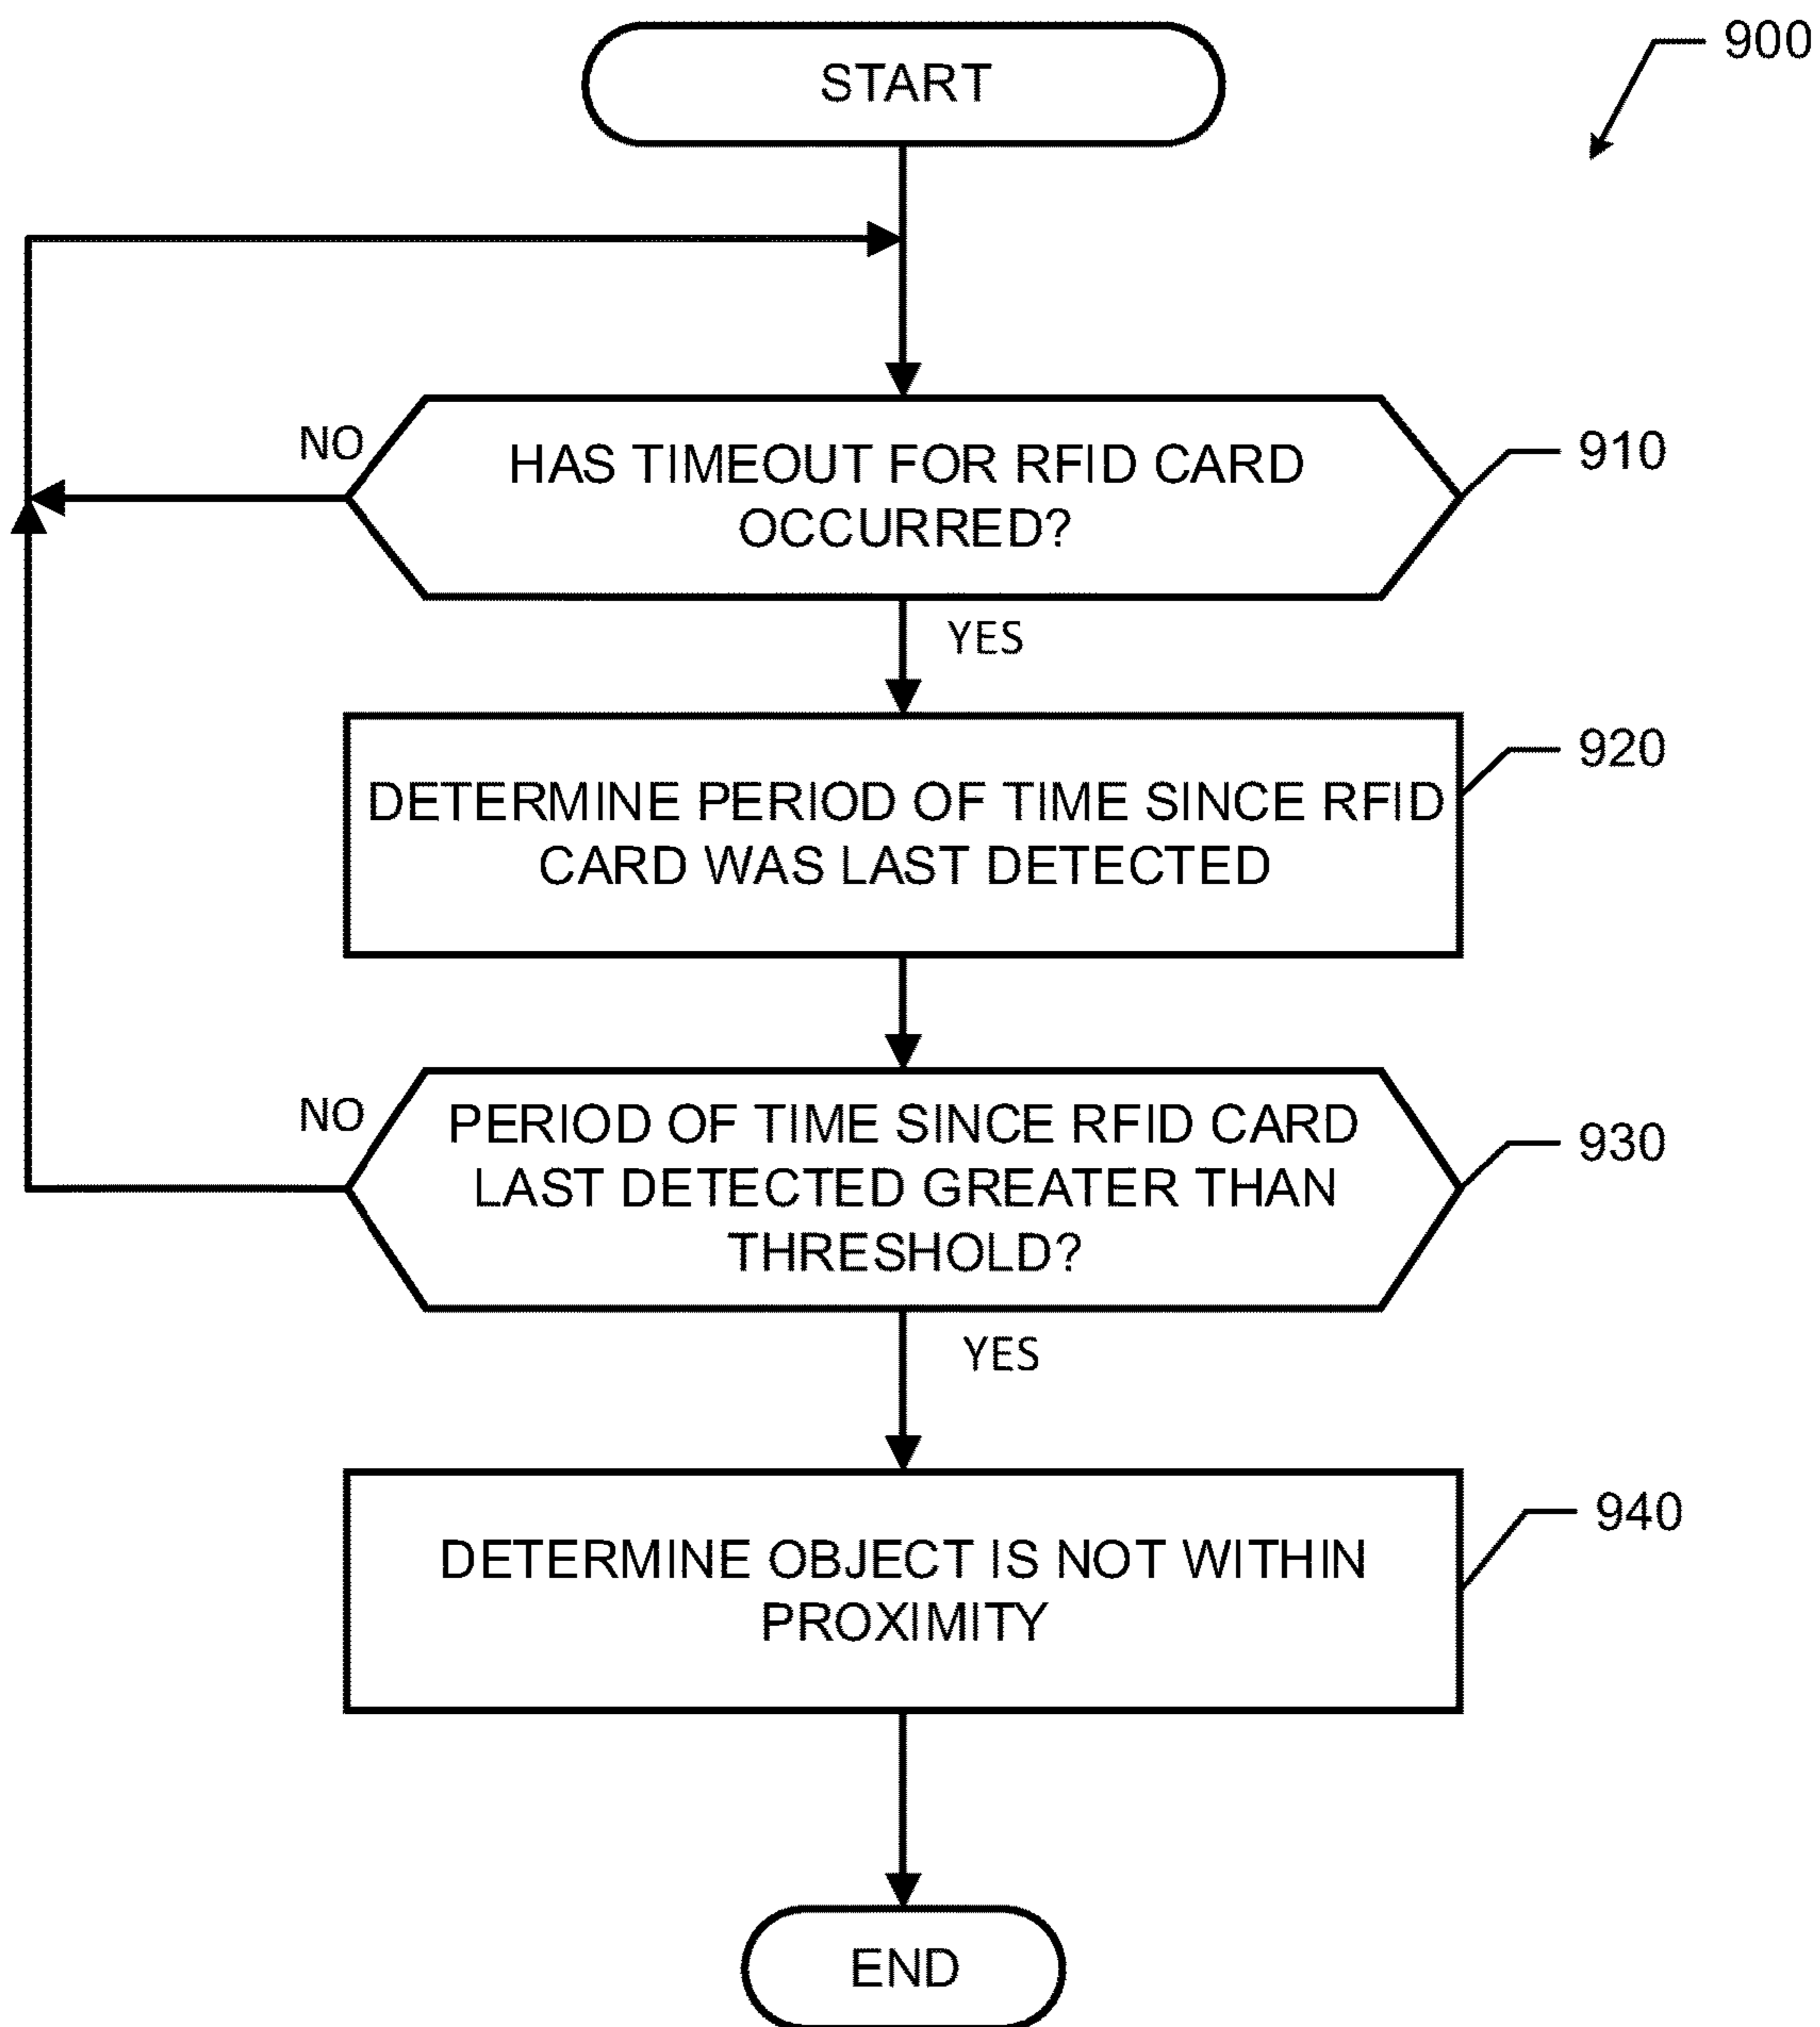 900
START
NO
HAS TIMEOUT FOR RFID CARD
OCCURRED?
910
YES
920
DETERMINE PERIOD OF TIME SINCE RFID
CARD WAS LAST DETECTED
NO
PERIOD OF TIME SINCE RFID CARD
LAST DETECTED GREATER THAN
THRESHOLD?
930
YES
940
DETERMINE OBJECT IS NOT WITHIN
PROXIMITY
END